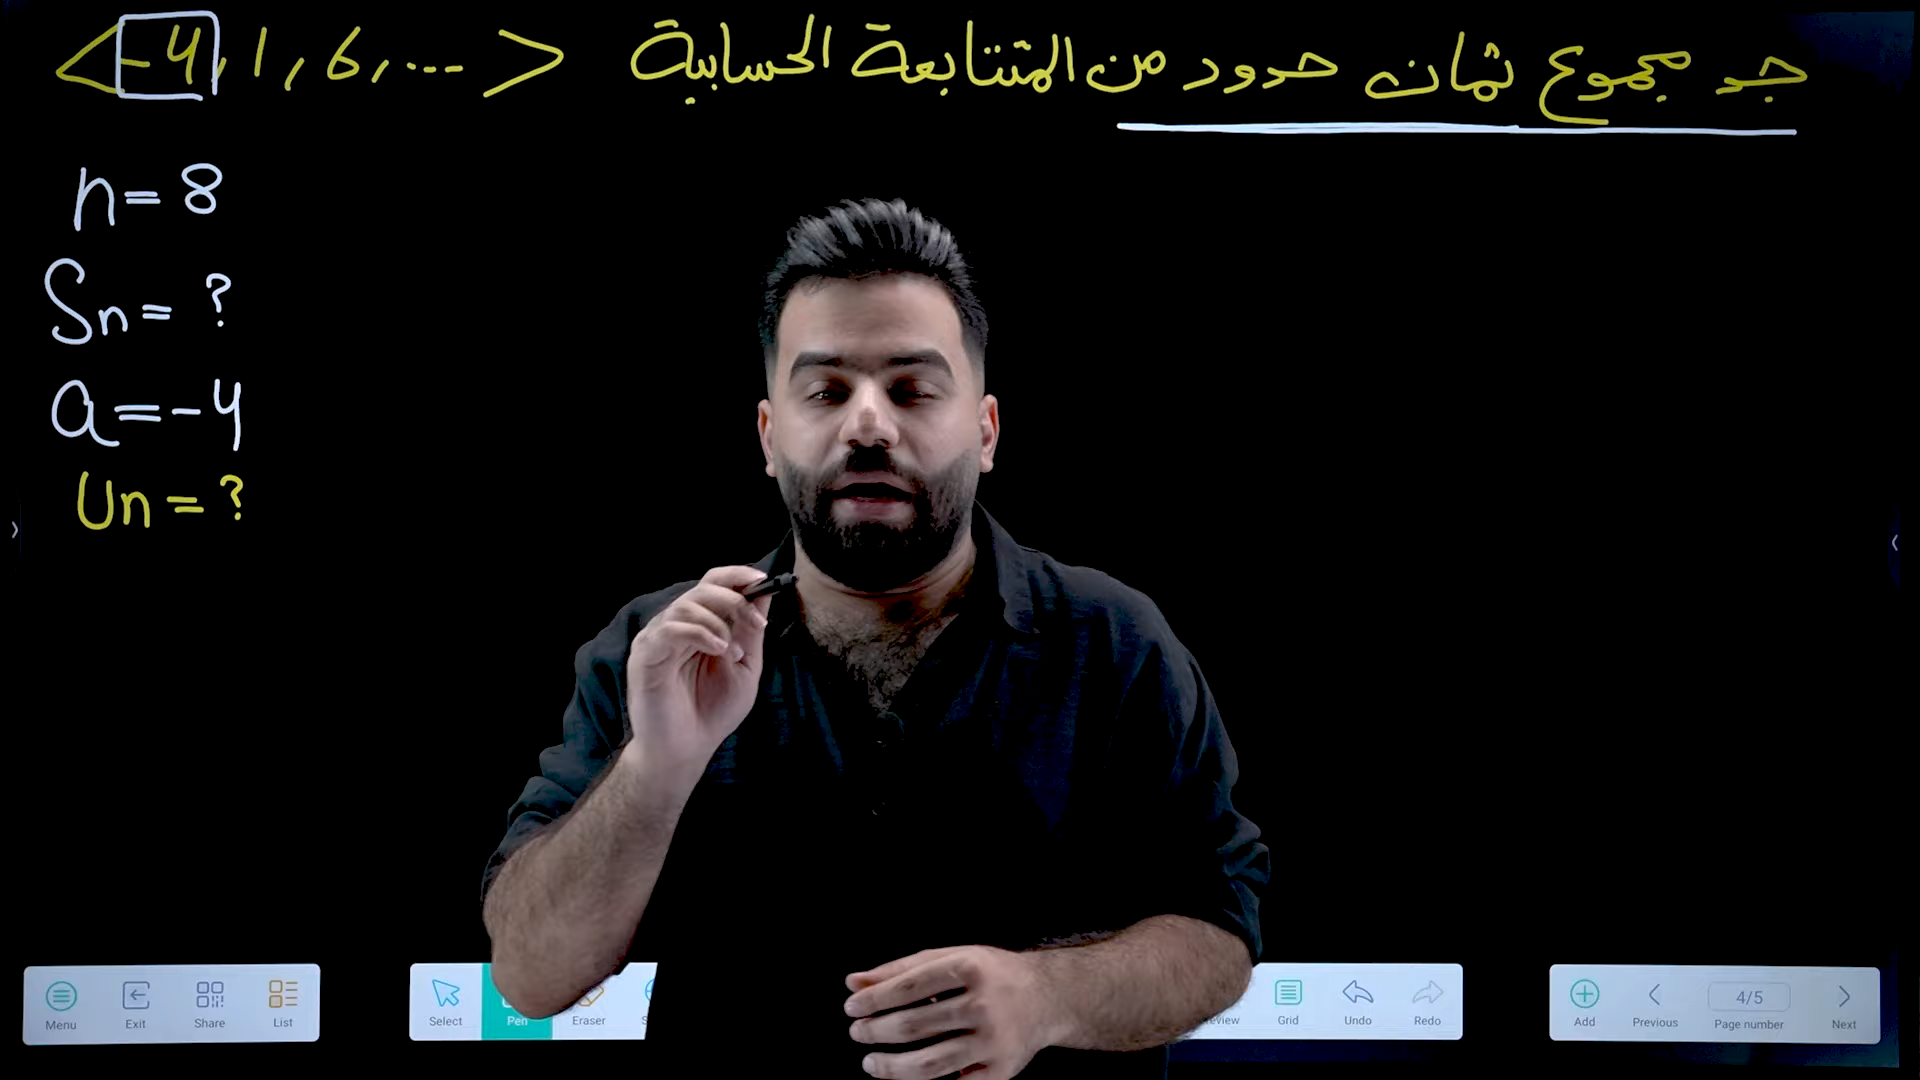 جد مجموع ثمان حدود من المتتابعة الحسابية <-4, 1, 6, ...>
n = 8
Sn = ?
a = -4
Un = ?
Menu Exit Share List Select Pen Eraser Grid Undo Redo Add Previous 4/5 Page number Next